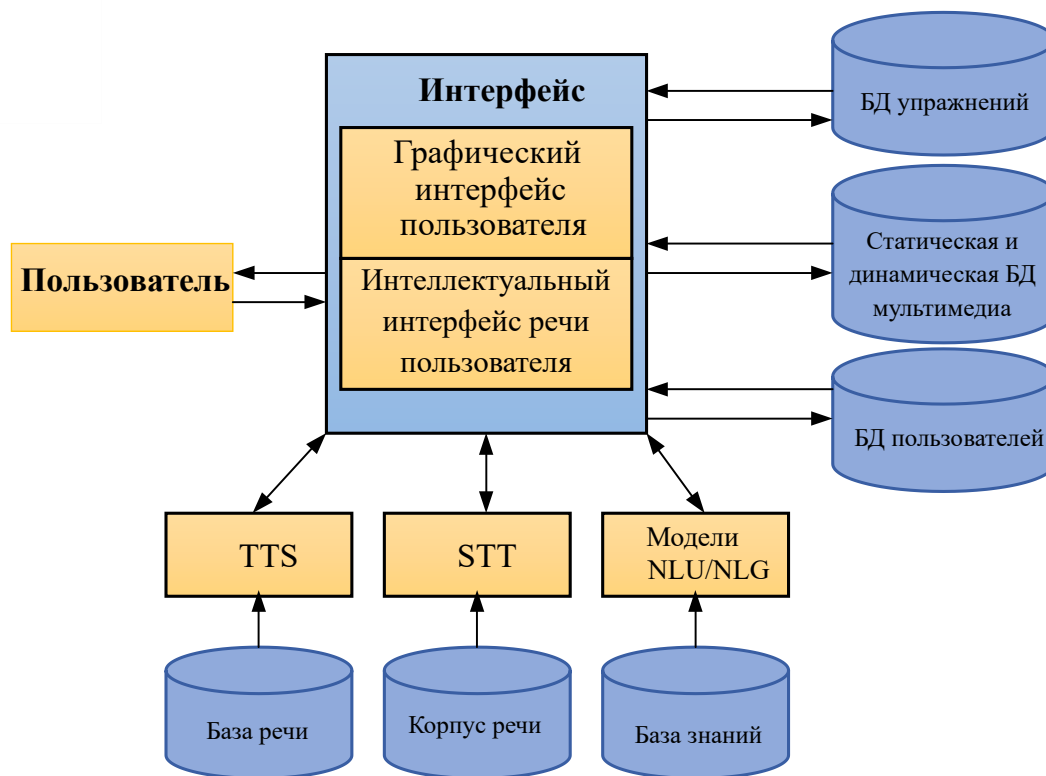 Интерфейс
БД упражнений
Графический
интерфейс
пользователя
Статическая и
динамическая БД
мультимедиа
Пользователь
Интеллектуальный
интерфейс речи
пользователя
БД пользователей
TTS
STT
Модели
NLU/NLG
База речи
Корпус речи
База знаний